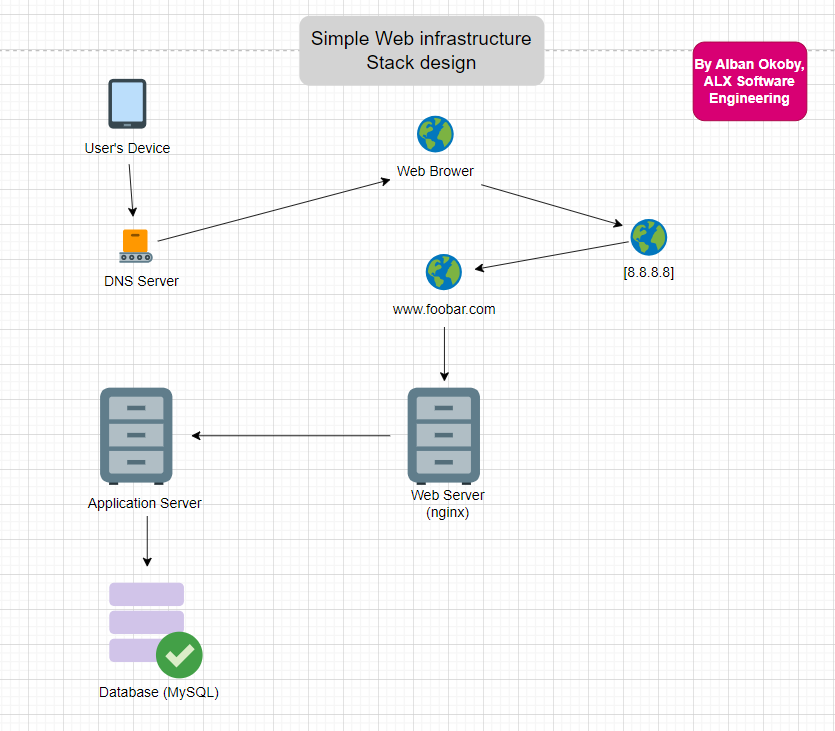 Simple Web infrastructure
Stack design
By Alban Okoby,
ALX Software
Engineering
User's Device
Web Brower
DNS Server
[8.8.8.8]
www.foobar.com
Application Server
Web Server
(nginx)
Database (MySQL)